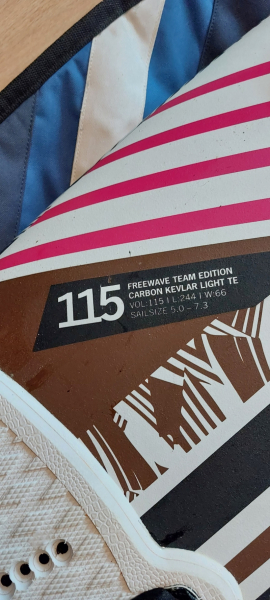 115
FREEWAVE TEAM EDITION
CARBON KEVLAR LIGHT TE
VOL:115 | L:244 | W:66
SAILSIZE 5.0 – 7.3